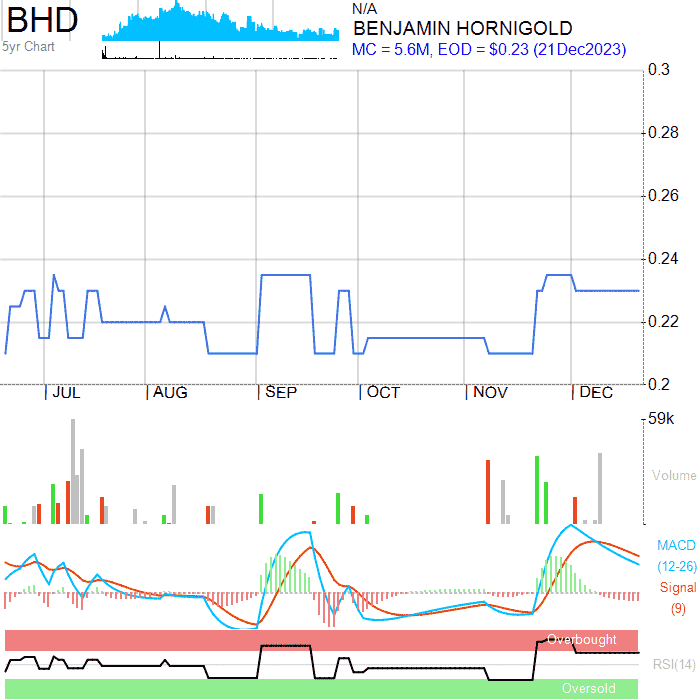 BHD
5yr Chart
N/A
BENJAMIN HORNIGOLD
MC = 5.6M, EOD = $0.23 (21Dec2023)
0.3
0.28
0.26
0.24
0.22
0.2
JUL AUG SEP OCT NOV DEC
59k
Volume
MACD
(12-26)
Signal
(9)
Overbought
RSI(14)
Oversold